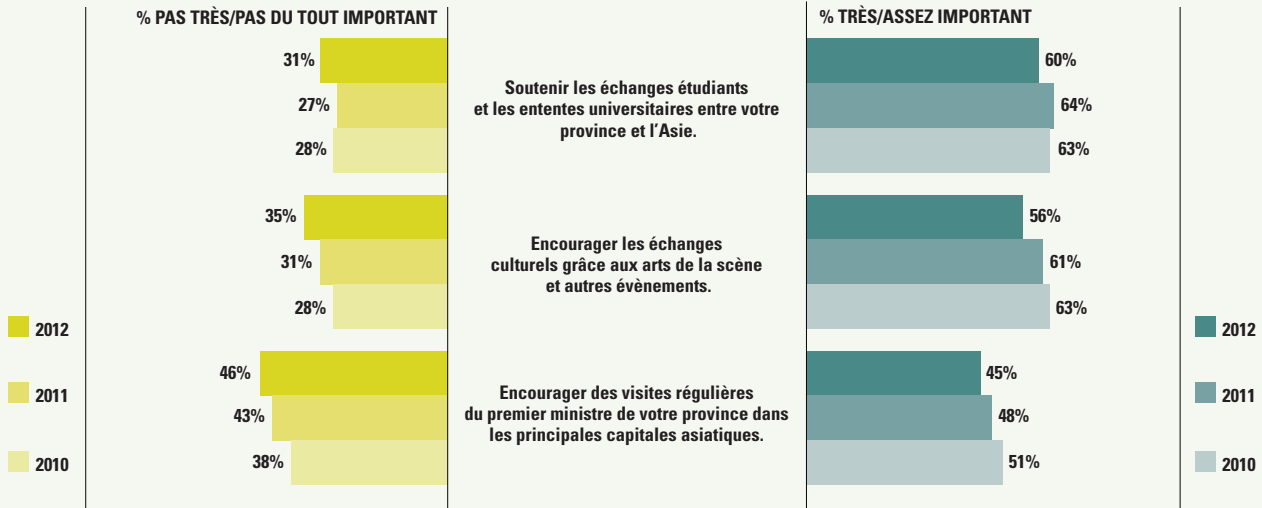 % PAS TRÈS/PAS DU TOUT IMPORTANT
% TRÈS/ASSEZ IMPORTANT
31%
27%
28%
Soutenir les échanges étudiants
et les ententes universitaires entre votre
province et l'Asie.
60%
64%
63%
35%
31%
28%
Encourager les échanges
culturels grâce aux arts de la scène
et autres évènements.
56%
61%
63%
46%
43%
38%
Encourager des visites régulières
du premier ministre de votre province dans
les principales capitales asiatiques.
45%
48%
51%
2012
2011
2010
2012
2011
2010